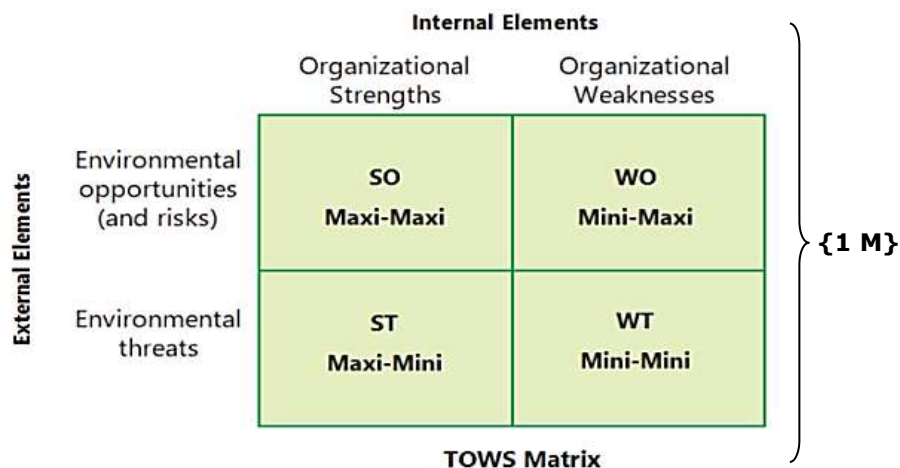 Internal Elements
Organizational
Strengths
Organizational
Weaknesses
External Elements
Environmental
opportunities
(and risks)
SO
Maxi-Maxi
WO
Mini-Maxi
{1 M}
Environmental
threats
ST
Maxi-Mini
WT
Mini-Mini
TOWS Matrix